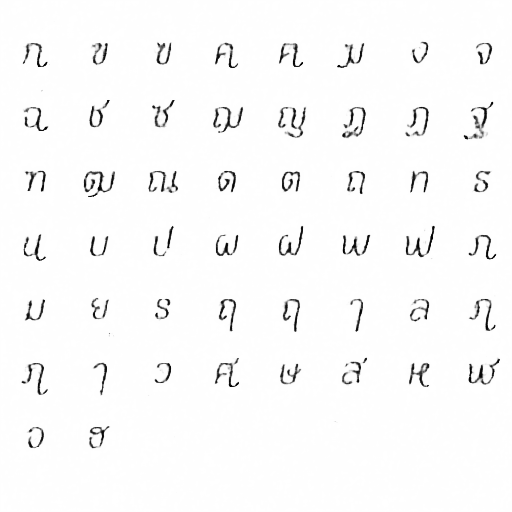 ก ข ฃ ค ฅ ฆ ง จ
ฉ ช ซ ฌ ญ ฎ ฏ ฐ
ฑ ฒ ณ ด ต ถ ท ธ
น บ ป ผ ฝ พ ฟ ภ
ม ย ร ฤ ฤ ๅ ล ฦ
ฦ ๅ ว ศ ษ ส ห ฬ
อ ฮ